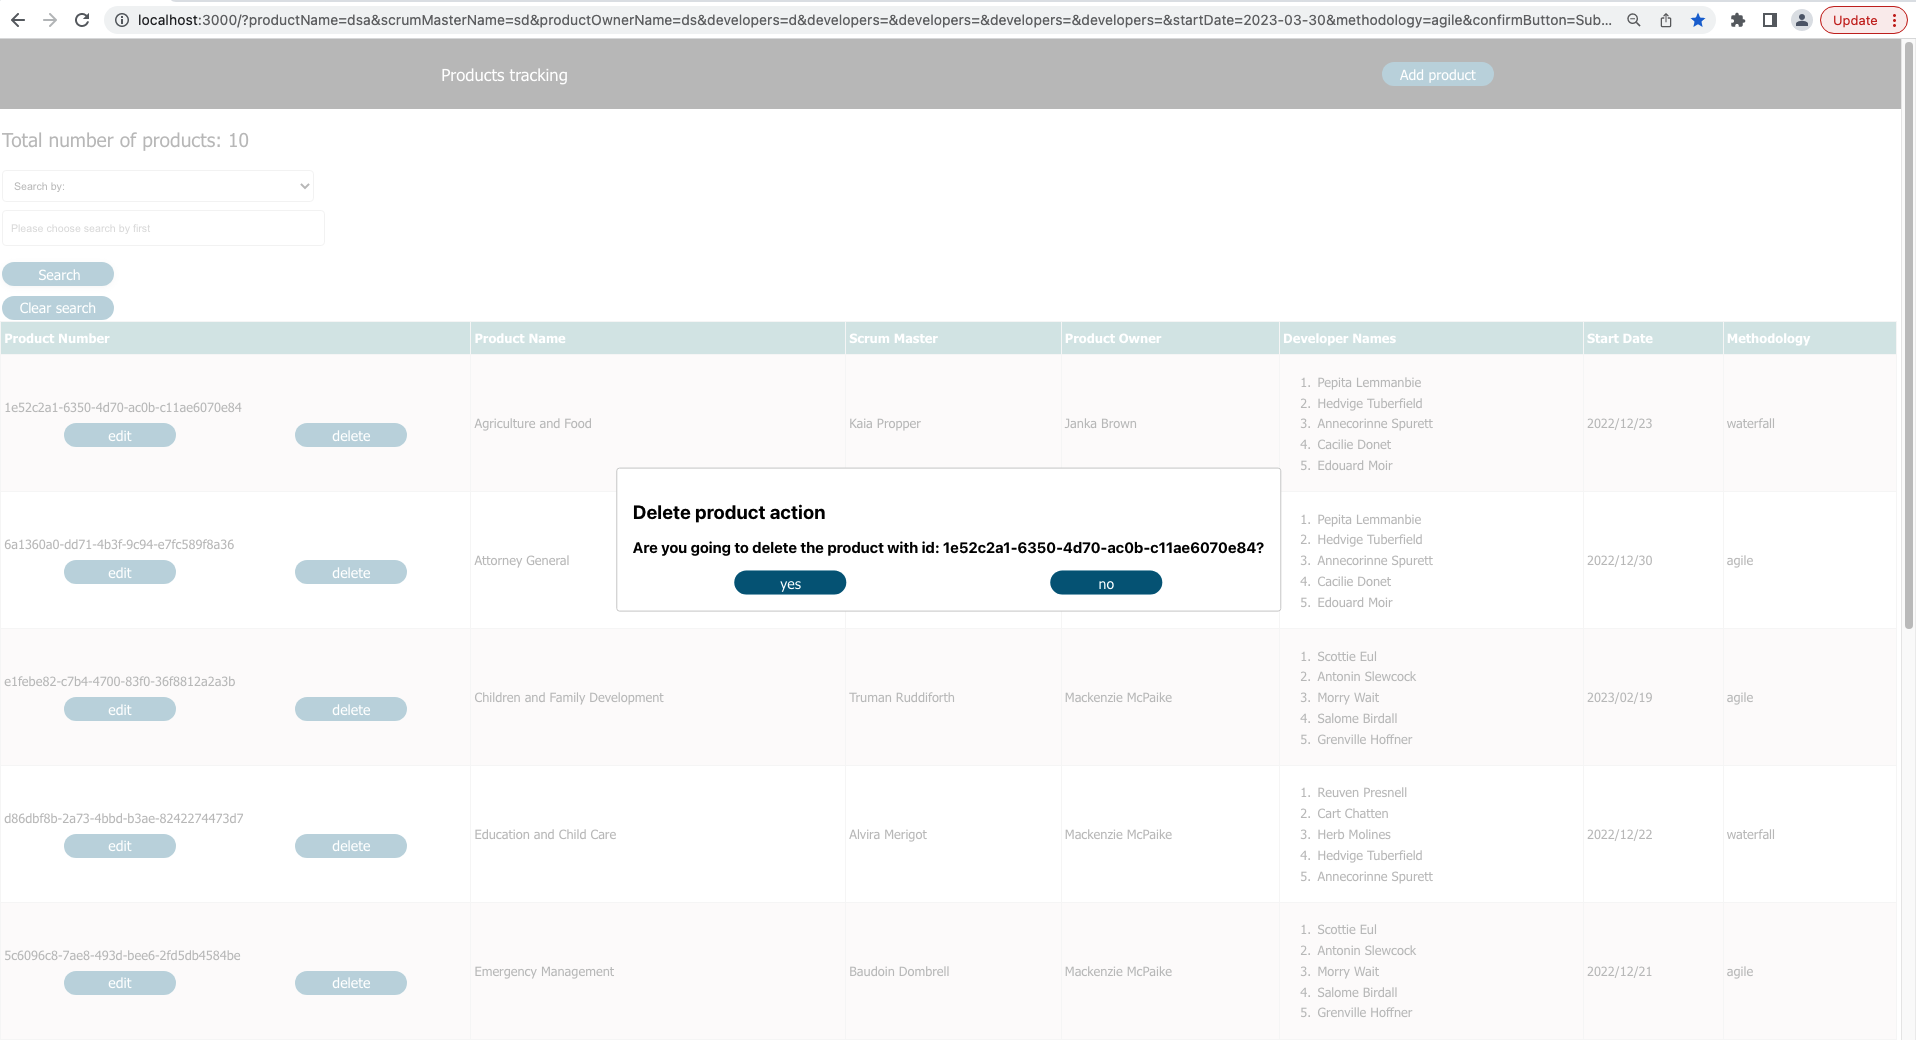 localhost:3000/?productName=dsa&scrumMasterName=sd&productOwnerName=ds&developers=d&developers=&developers=&developers=&developers=&startDate=2023-03-30&methodology=agile&confirmButton=Sub...
Update
Products tracking
Add product
Total number of products: 10
Search by:
Please choose search by first
Search
Clear search
Product Number Product Name Scrum Master Product Owner Developer Names Start Date Methodology
1e52c2a1-6350-4d70-ac0b-c11ae6070e84
edit delete
Agriculture and Food
Kaia Propper
Janka Brown
1. Pepita Lemmanbie
2. Hedvige Tuberfield
3. Annecorinne Spurett
4. Cacilie Donet
5. Edouard Moir
2022/12/23
waterfall
Delete product action
Are you going to delete the product with id: 1e52c2a1-6350-4d70-ac0b-c11ae6070e84?
yes no
6a1360a0-dd71-4b3f-9c94-e7fc589f8a36
edit delete
Attorney General
1. Pepita Lemmanbie
2. Hedvige Tuberfield
3. Annecorinne Spurett
4. Cacilie Donet
5. Edouard Moir
2022/12/30
agile
e1febe82-c7b4-4700-83f0-36f8812a2a3b
edit delete
Children and Family Development
Truman Ruddiforth
Mackenzie McPaike
1. Scottie Eul
2. Antonin Slewcock
3. Morry Wait
4. Salome Birdall
5. Grenville Hoffner
2023/02/19
agile
d86dbf8b-2a73-4bbd-b3ae-8242274473d7
edit delete
Education and Child Care
Alvira Merigot
Mackenzie McPaike
1. Reuven Presnell
2. Cart Chatten
3. Herb Molines
4. Hedvige Tuberfield
5. Annecorinne Spurett
2022/12/22
waterfall
5c6096c8-7ae8-493d-bee6-2fd5db4584be
edit delete
Emergency Management
Baudoin Dombrell
Mackenzie McPaike
1. Scottie Eul
2. Antonin Slewcock
3. Morry Wait
4. Salome Birdall
5. Grenville Hoffner
2022/12/21
agile